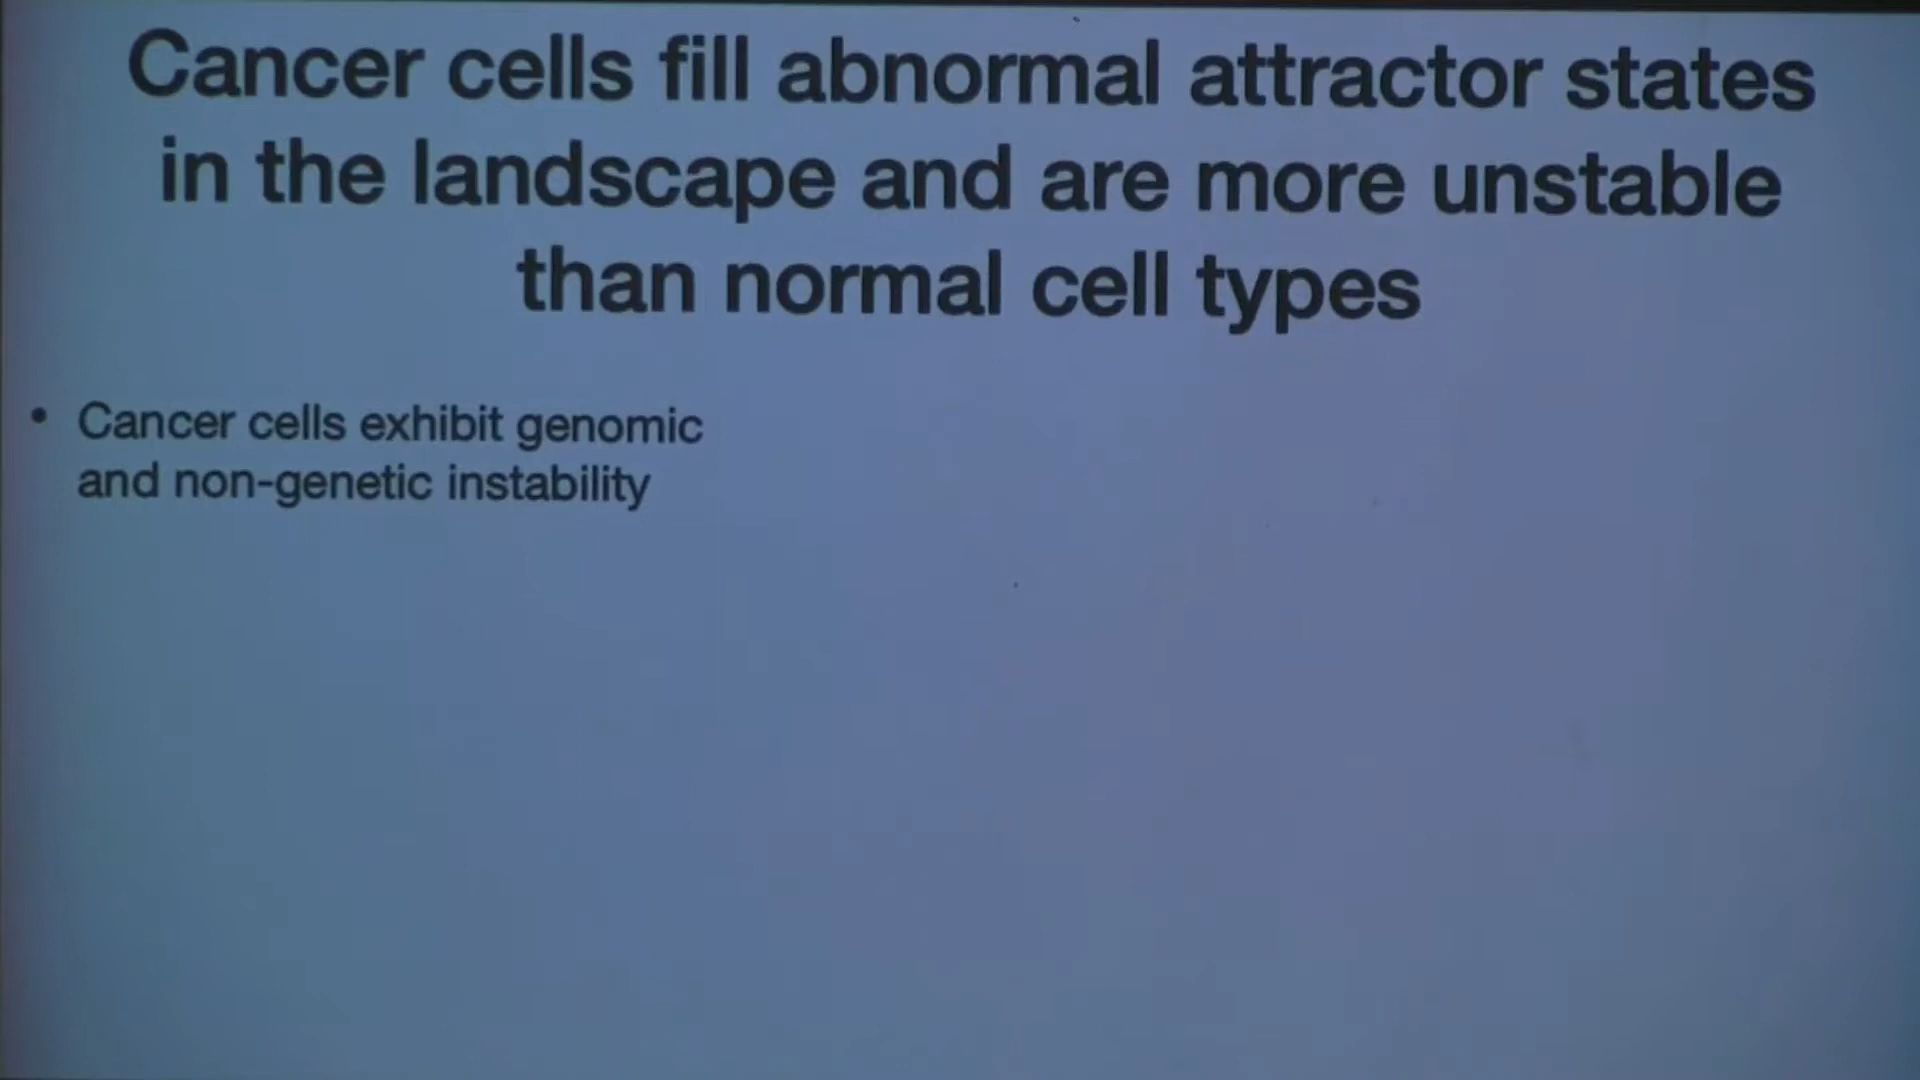 Cancer cells fill abnormal attractor states
in the landscape and are more unstable
than normal cell types
• Cancer cells exhibit genomic
and non-genetic instability